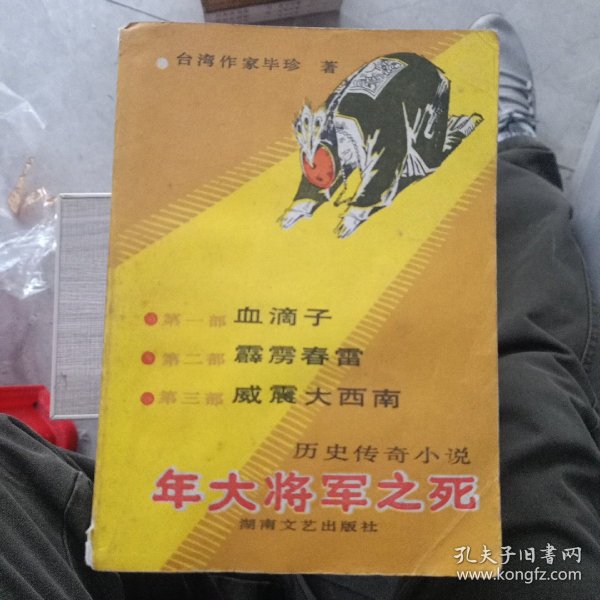 台湾作家毕珍 著
第一部 血滴子
第二部 霹雳春雷
第三部 威震大西南
历史传奇小说
年大将军之死
湖南文艺出版社
孔夫子旧书网
www.kongfz.com